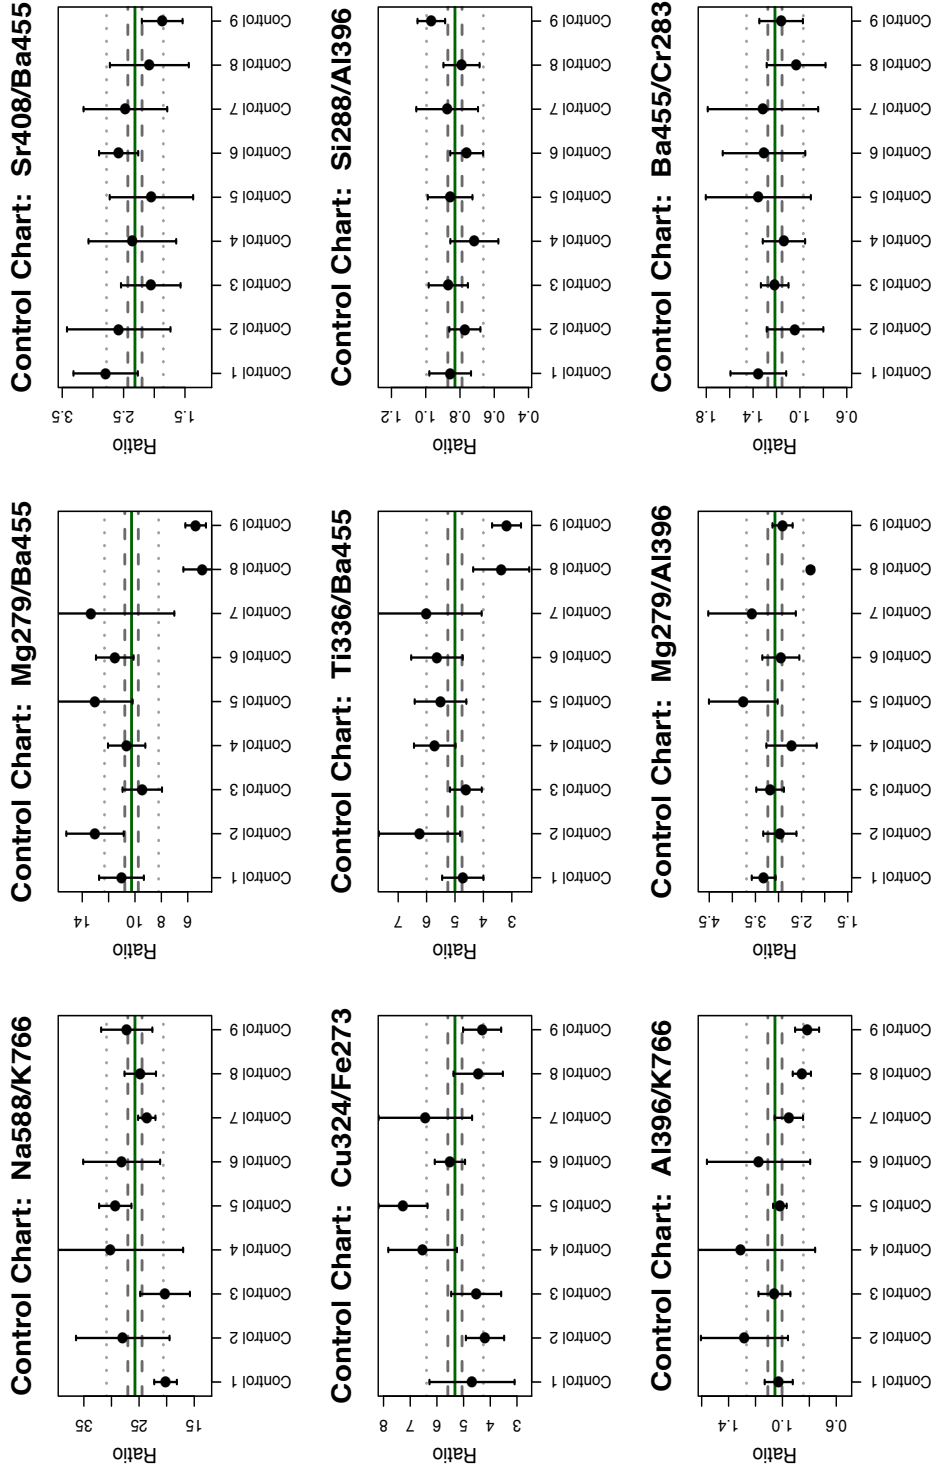 Control Chart: Na588/K766
Ratio
35
25
15
Control 1
Control 2
Control 3
Control 4
Control 5
Control 6
Control 7
Control 8
Control 9
Control Chart: Mg279/Ba455
Ratio
14
10
8
6
Control 1
Control 2
Control 3
Control 4
Control 5
Control 6
Control 7
Control 8
Control 9
Control Chart: Sr408/Ba455
Ratio
3.5
2.5
1.5
Control 1
Control 2
Control 3
Control 4
Control 5
Control 6
Control 7
Control 8
Control 9
Control Chart: Cu324/Fe273
Ratio
8
7
6
5
4
3
Control 1
Control 2
Control 3
Control 4
Control 5
Control 6
Control 7
Control 8
Control 9
Control Chart: Ti336/Ba455
Ratio
7
6
5
4
3
Control 1
Control 2
Control 3
Control 4
Control 5
Control 6
Control 7
Control 8
Control 9
Control Chart: Si288/Al396
Ratio
1.2
1.0
0.8
0.6
0.4
Control 1
Control 2
Control 3
Control 4
Control 5
Control 6
Control 7
Control 8
Control 9
Control Chart: Al396/K766
Ratio
1.4
1.0
0.6
Control 1
Control 2
Control 3
Control 4
Control 5
Control 6
Control 7
Control 8
Control 9
Control Chart: Mg279/Al396
Ratio
4.5
3.5
2.5
1.5
Control 1
Control 2
Control 3
Control 4
Control 5
Control 6
Control 7
Control 8
Control 9
Control Chart: Ba455/Cr283
Ratio
1.8
1.4
1.0
0.6
Control 1
Control 2
Control 3
Control 4
Control 5
Control 6
Control 7
Control 8
Control 9